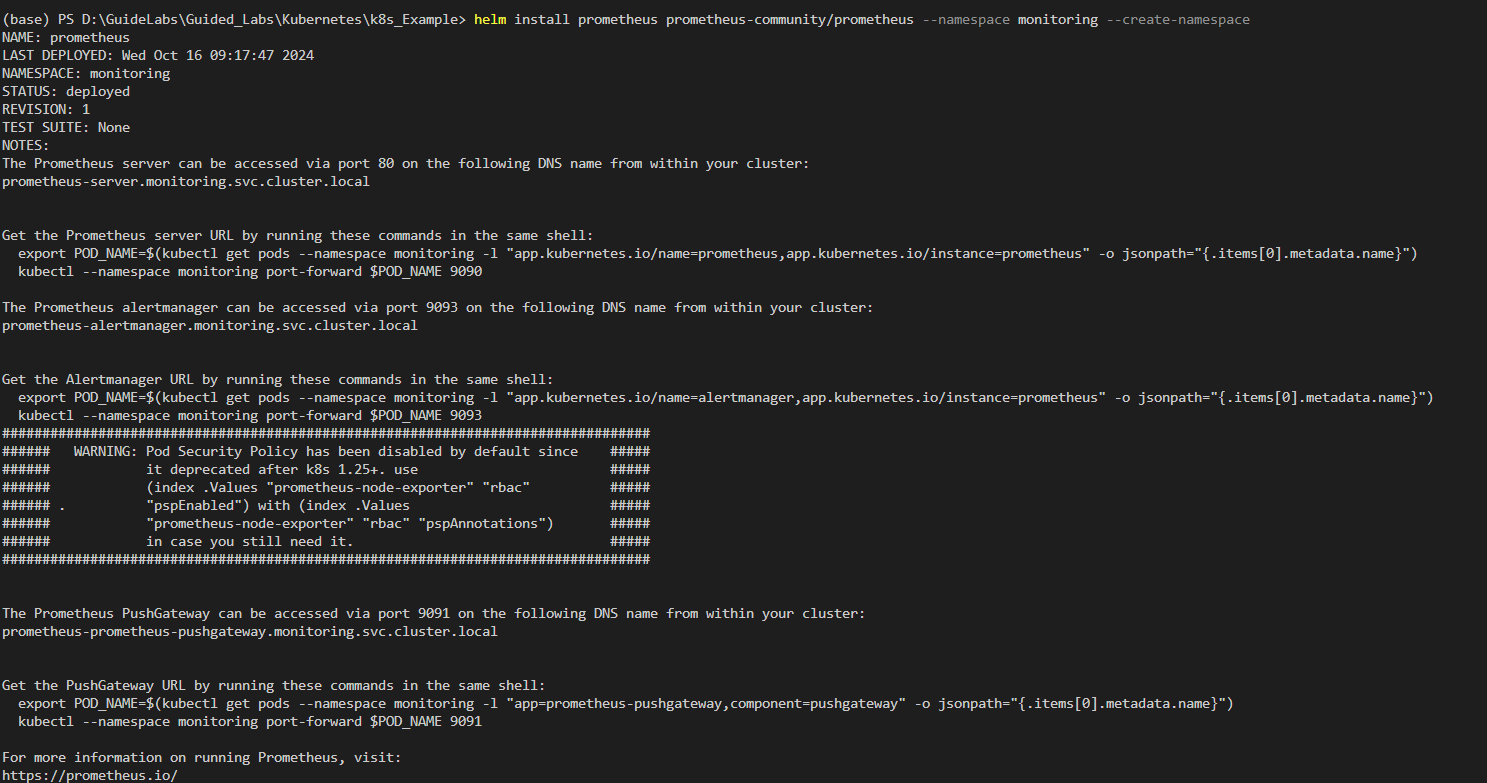 (base) PS D:\GuideLabs\Guided_Labs\Kubernetes\k8s_Example> helm install prometheus prometheus-community/prometheus --namespace monitoring --create-namespace
NAME: prometheus
LAST DEPLOYED: Wed Oct 16 09:17:47 2024
NAMESPACE: monitoring
STATUS: deployed
REVISION: 1
TEST SUITE: None
NOTES:
The Prometheus server can be accessed via port 80 on the following DNS name from within your cluster:
prometheus-server.monitoring.svc.cluster.local
Get the Prometheus server URL by running these commands in the same shell:
  export POD_NAME=$(kubectl get pods --namespace monitoring -l "app.kubernetes.io/name=prometheus,app.kubernetes.io/instance=prometheus" -o jsonpath="{.items[0].metadata.name}")
  kubectl --namespace monitoring port-forward $POD_NAME 9090
The Prometheus alertmanager can be accessed via port 9093 on the following DNS name from within your cluster:
prometheus-alertmanager.monitoring.svc.cluster.local
Get the Alertmanager URL by running these commands in the same shell:
  export POD_NAME=$(kubectl get pods --namespace monitoring -l "app.kubernetes.io/name=alertmanager,app.kubernetes.io/instance=prometheus" -o jsonpath="{.items[0].metadata.name}")
  kubectl --namespace monitoring port-forward $POD_NAME 9093
#################################################################################
######   WARNING: Pod Security Policy has been disabled by default since    #####
######            it deprecated after k8s 1.25+. use                        #####
######            (index .Values "prometheus-node-exporter" "rbac"          #####
###### .          "pspEnabled") with (index .Values                         #####
######            "prometheus-node-exporter" "rbac" "pspAnnotations")       #####
######            in case you still need it.                                #####
#################################################################################
The Prometheus PushGateway can be accessed via port 9091 on the following DNS name from within your cluster:
prometheus-prometheus-pushgateway.monitoring.svc.cluster.local
Get the PushGateway URL by running these commands in the same shell:
  export POD_NAME=$(kubectl get pods --namespace monitoring -l "app=prometheus-pushgateway,component=pushgateway" -o jsonpath="{.items[0].metadata.name}")
  kubectl --namespace monitoring port-forward $POD_NAME 9091
For more information on running Prometheus, visit:
https://prometheus.io/